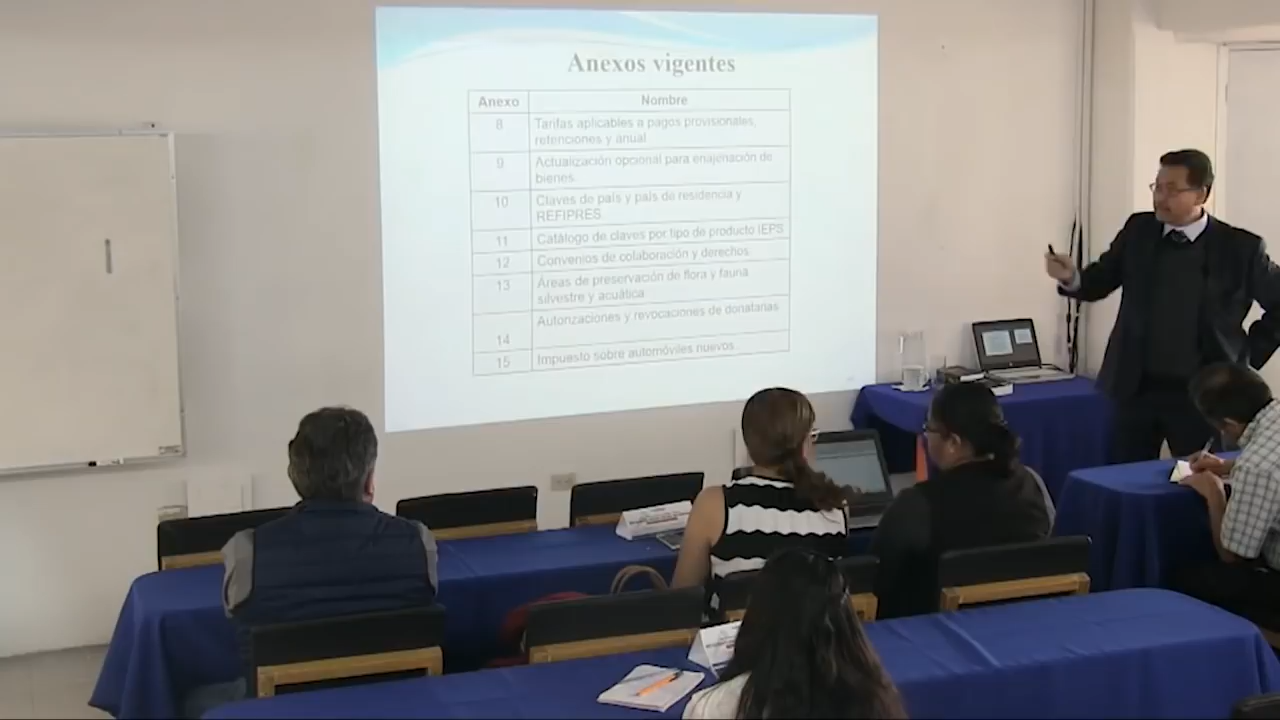 Anexos vigentes
Anexo Nombre
8 Tarifas aplicables a pagos provisionales,
retenciones y anual
9 Actualización opcional para enajenación de
bienes.
10 Claves de país y país de residencia y
REFIPRES
11 Catálogo de claves por tipo de producto IEPS
12 Convenios de colaboración y derechos
13 Áreas de preservación de flora y fauna
silvestre y acuática
Autorizaciones y revocaciones de donatarias
14
15 Impuesto sobre automóviles nuevos